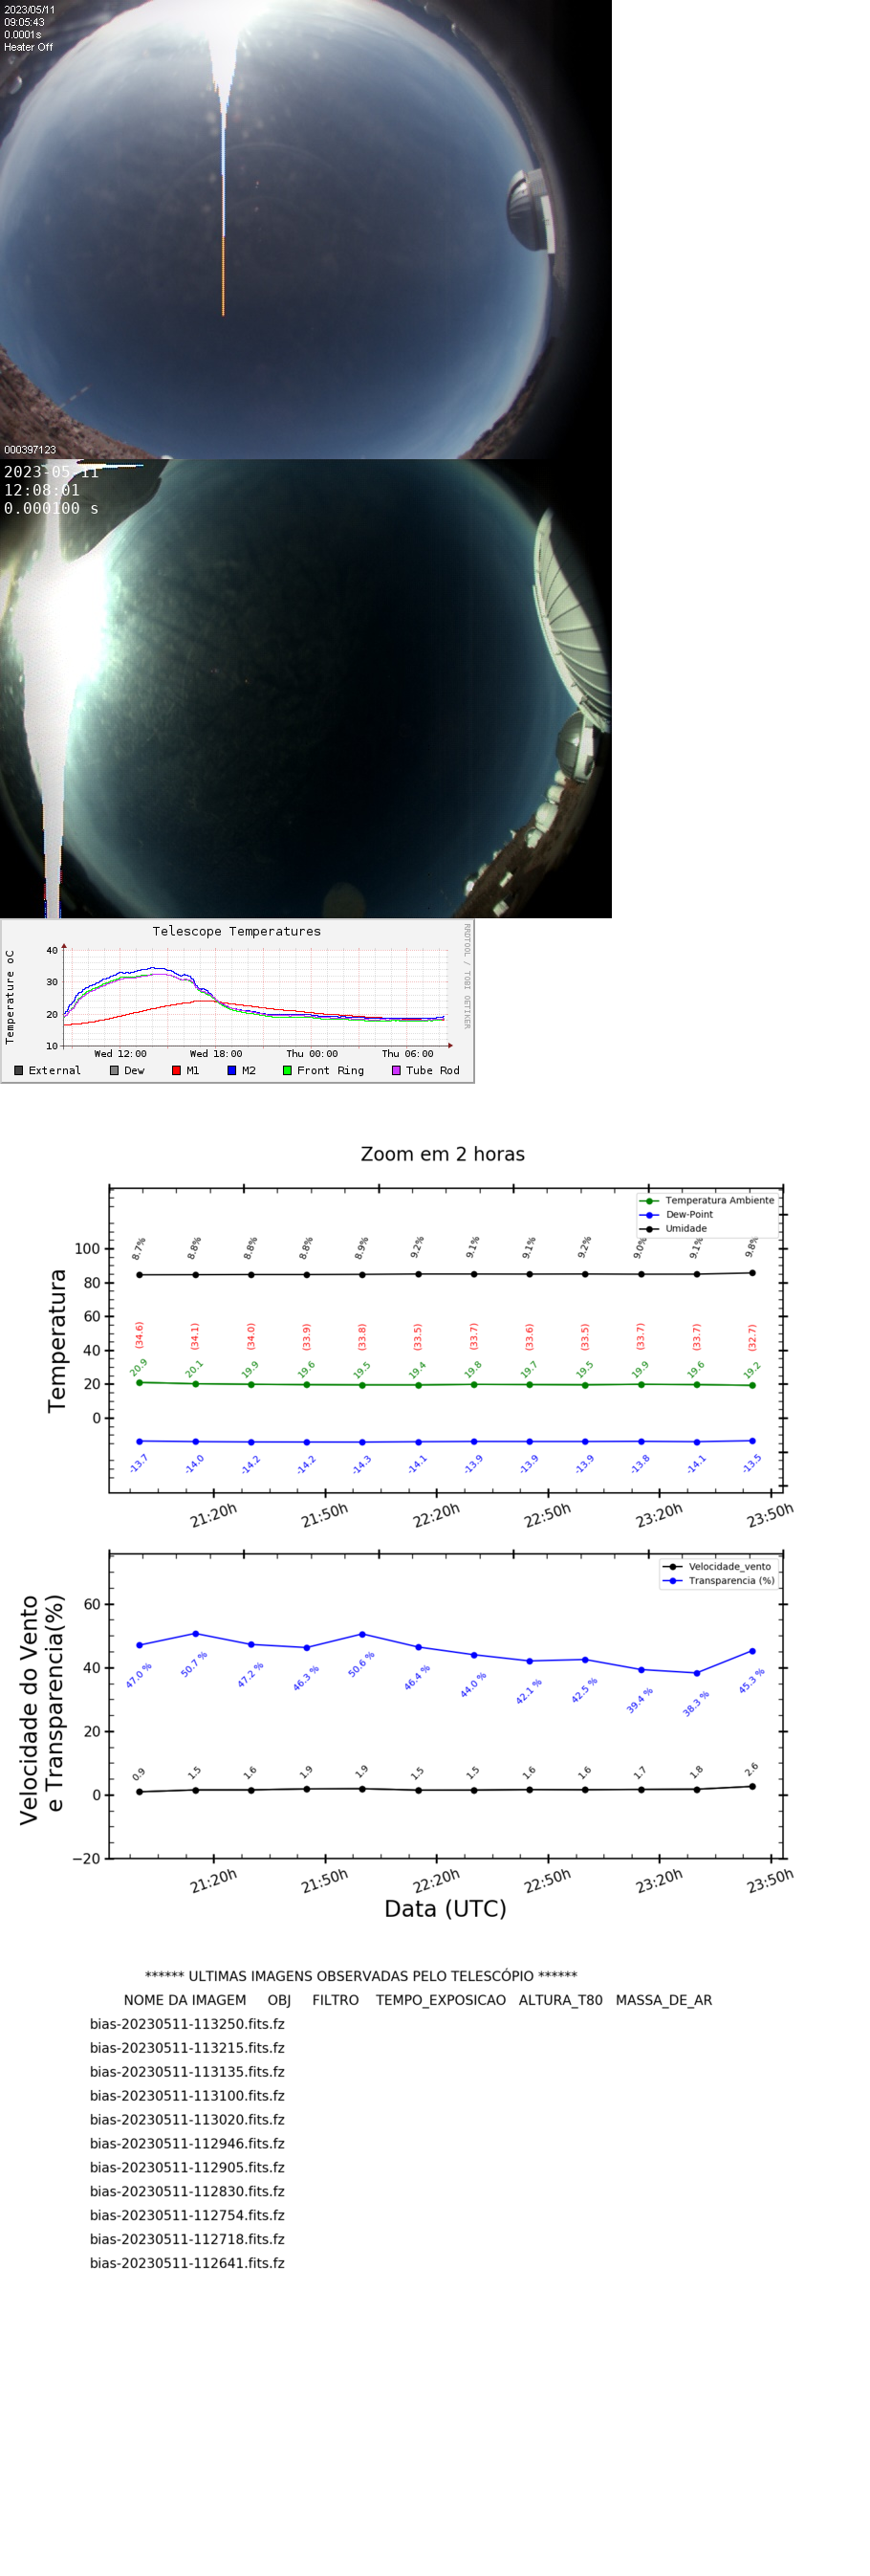 2023/05/11
09:05:43
0.0001s
Heater Off
000397123
2023-05-11
12:08:01
0.000100 s
Telescope Temperatures
RRDTOOL / TOBI OETIKER
Temperature oC
40
30
20
10
Wed 12:00 Wed 18:00 Thu 00:00 Thu 06:00
External Dew M1 M2 Front Ring Tube Rod
Zoom em 2 horas
Temperatura Ambiente
Dew-Point
Umidade
Temperatura
100
80
60
40
20
0
8.7% 8.8% 8.8% 8.8% 8.9% 9.2% 9.1% 9.1% 9.2% 9.0% 9.1% 9.8%
(34.6) (34.1) (34.0) (33.9) (33.8) (33.5) (33.7) (33.6) (33.5) (33.7) (33.7) (32.7)
20.9 20.1 19.9 19.6 19.5 19.4 19.8 19.7 19.5 19.9 19.6 19.2
-13.7 -14.0 -14.2 -14.2 -14.3 -14.1 -13.9 -13.9 -13.9 -13.8 -14.1 -13.5
21:20h 21:50h 22:20h 22:50h 23:20h 23:50h
Velocidade_vento
Transparencia (%)
Velocidade do Vento
e Transparencia(%)
60
40
20
0
−20
47.0 % 50.7 % 47.2 % 46.3 % 50.6 % 46.4 % 44.0 % 42.1 % 42.5 % 39.4 % 38.3 % 45.3 %
0.9 1.5 1.6 1.9 1.9 1.5 1.5 1.6 1.6 1.7 1.8 2.6
21:20h 21:50h 22:20h 22:50h 23:20h 23:50h
Data (UTC)
****** ULTIMAS IMAGENS OBSERVADAS PELO TELESCÓPIO ******
NOME DA IMAGEM OBJ FILTRO TEMPO_EXPOSICAO ALTURA_T80 MASSA_DE_AR
bias-20230511-113250.fits.fz
bias-20230511-113215.fits.fz
bias-20230511-113135.fits.fz
bias-20230511-113100.fits.fz
bias-20230511-113020.fits.fz
bias-20230511-112946.fits.fz
bias-20230511-112905.fits.fz
bias-20230511-112830.fits.fz
bias-20230511-112754.fits.fz
bias-20230511-112718.fits.fz
bias-20230511-112641.fits.fz